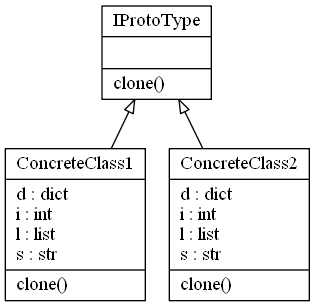 IProtoType
clone()
ConcreteClass1
d : dict
i : int
l : list
s : str
clone()
ConcreteClass2
d : dict
i : int
l : list
s : str
clone()